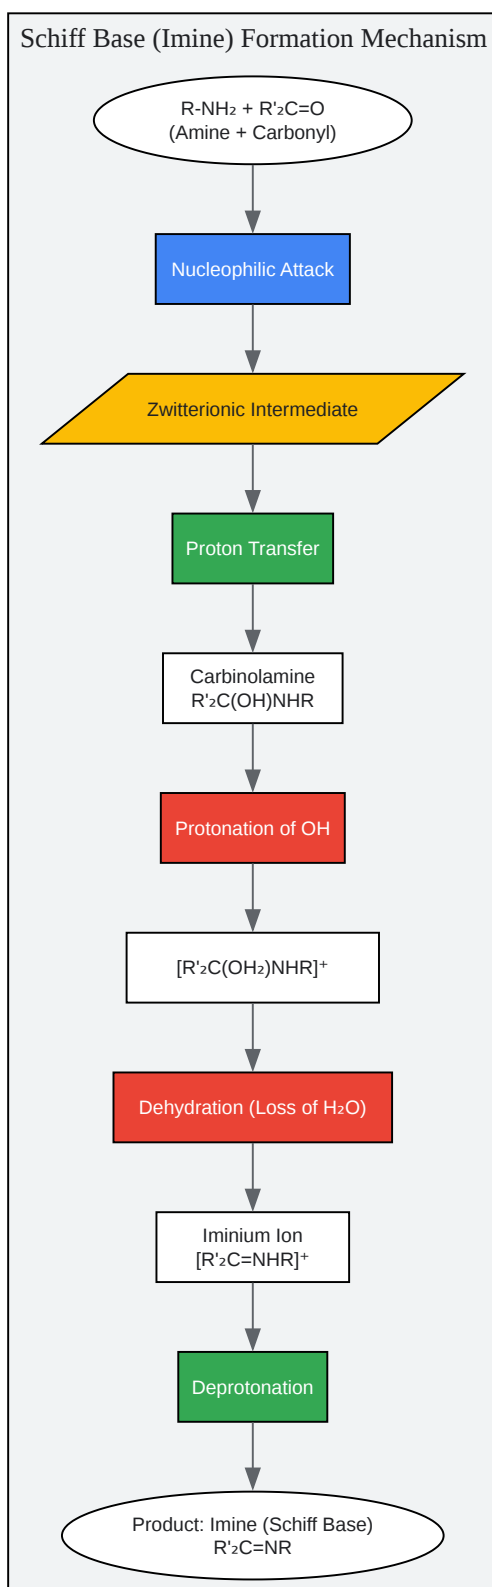 Schiff Base (Imine) Formation Mechanism
R-NH₂ + R'₂C=O
(Amine + Carbonyl)
Nucleophilic Attack
Zwitterionic Intermediate
Proton Transfer
Carbinolamine
R'₂C(OH)NHR
Protonation of OH
[R'₂C(OH₂)NHR]⁺
Dehydration (Loss of H₂O)
Iminium Ion
[R'₂C=NHR]⁺
Deprotonation
Product: Imine (Schiff Base)
R'₂C=NR